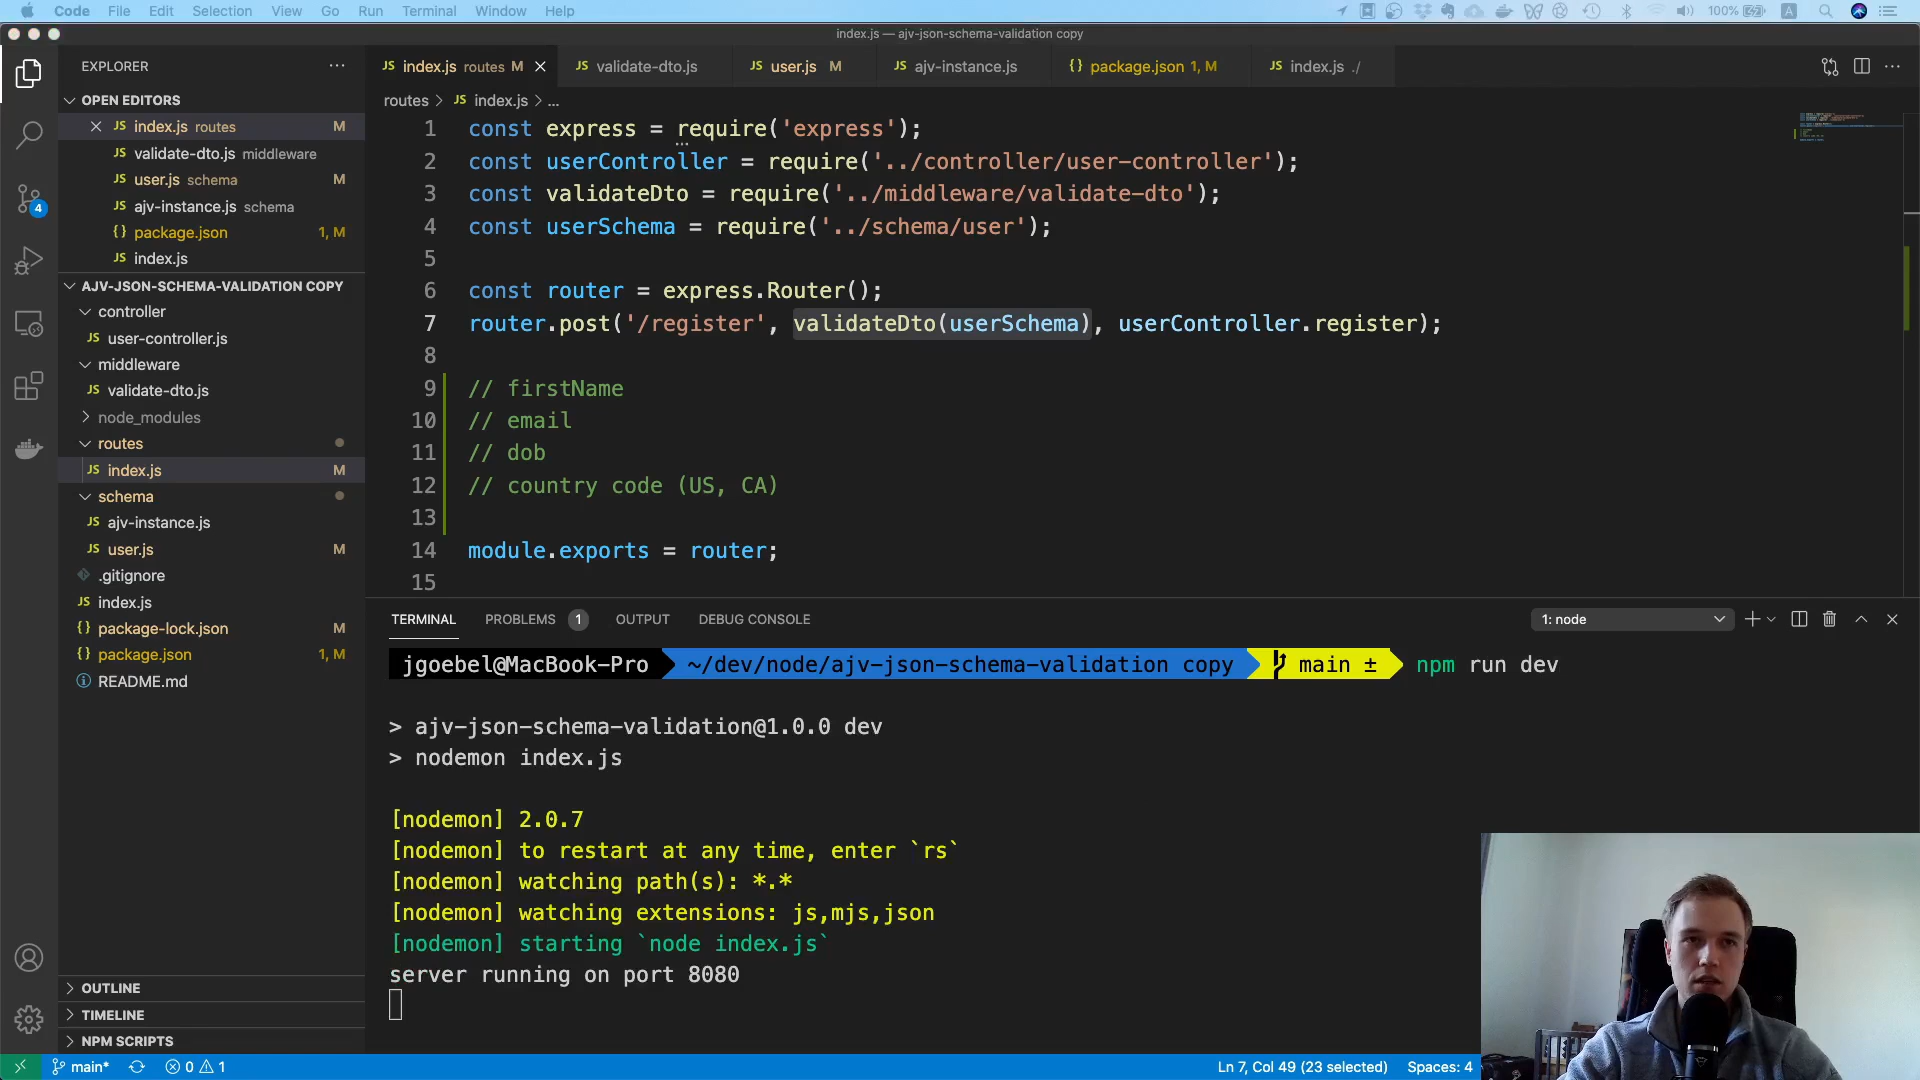 Code File Edit Selection View Go Run Terminal Window Help
100%
A
index.js — ajv-json-schema-validation copy
EXPLORER
OPEN EDITORS
index.js routes M
validate-dto.js middleware
user.js schema M
ajv-instance.js schema
package.json 1, M
index.js
4
AJV-JSON-SCHEMA-VALIDATION COPY
controller
JS user-controller.js
middleware
JS validate-dto.js
node_modules
routes
JS index.js M
schema
JS ajv-instance.js
JS user.js M
.gitignore
JS index.js
{} package-lock.json M
{} package.json 1, M
README.md
OUTLINE
TIMELINE
NPM SCRIPTS
JS index.js routes M
JS validate-dto.js
JS user.js M
JS ajv-instance.js
{} package.json 1, M
JS index.js ./
routes > JS index.js > ...
1 const express = require('express');
2 const userController = require('../controller/user-controller');
3 const validateDto = require('../middleware/validate-dto');
4 const userSchema = require('../schema/user');
5
6 const router = express.Router();
7 router.post('/register', validateDto(userSchema), userController.register);
8
9 // firstName
10 // email
11 // dob
12 // country code (US, CA)
13
14 module.exports = router;
15
TERMINAL PROBLEMS 1 OUTPUT DEBUG CONSOLE
1: node
jgoebel@MacBook-Pro ~/dev/node/ajv-json-schema-validation copy main ± npm run dev
> ajv-json-schema-validation@1.0.0 dev
> nodemon index.js
[nodemon] 2.0.7
[nodemon] to restart at any time, enter `rs`
[nodemon] watching path(s): *.*
[nodemon] watching extensions: js,mjs,json
[nodemon] starting `node index.js`
server running on port 8080
main* 0 1
Ln 7, Col 49 (23 selected) Spaces: 4